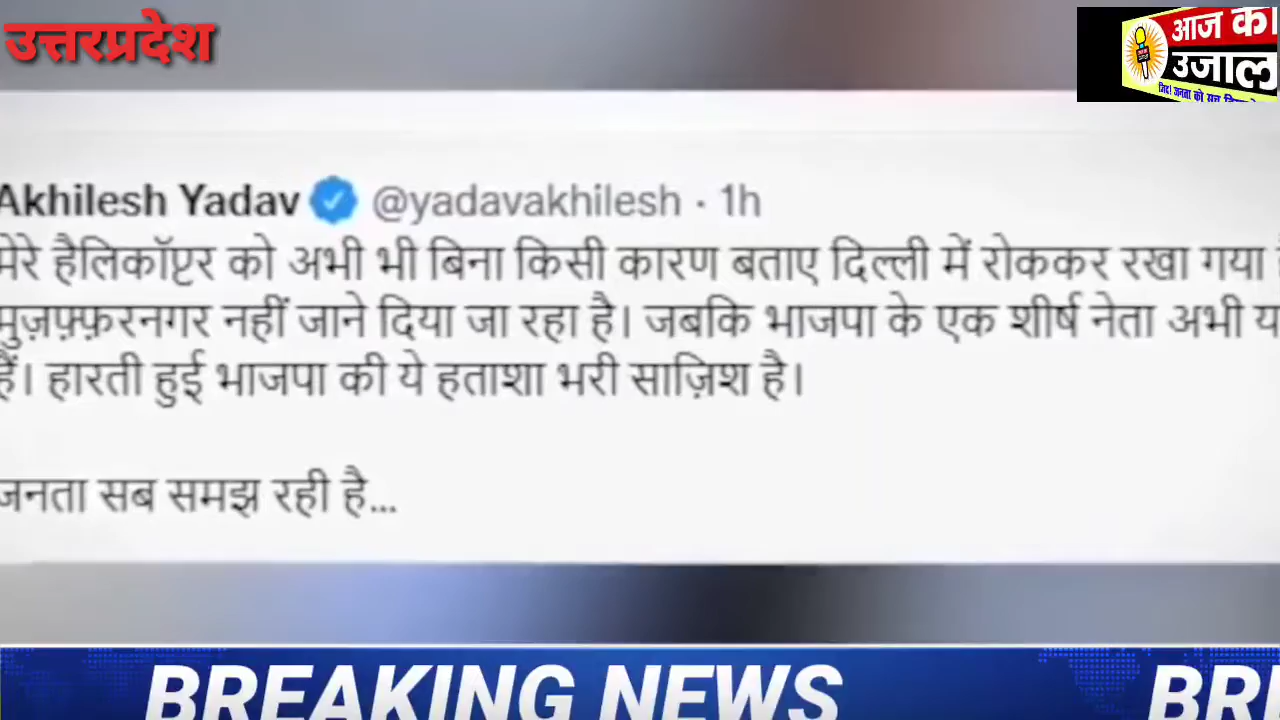 उत्तरप्रदेश
आज का
उजाल
Akhilesh Yadav @yadavakhilesh · 1h
मेरे हैलिकॉप्टर को अभी भी बिना किसी कारण बताए दिल्ली में रोककर रखा गया
मुज़फ़्फ़रनगर नहीं जाने दिया जा रहा है। जबकि भाजपा के एक शीर्ष नेता अभी
हैं। हारती हुई भाजपा की ये हताशा भरी साज़िश है।
जनता सब समझ रही है...
BREAKING NEWS
BR